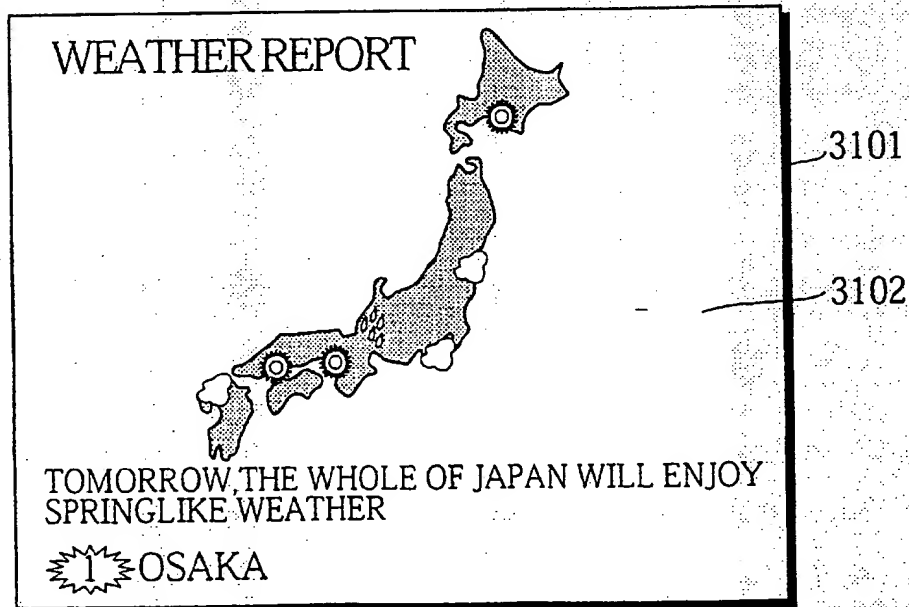 WEATHER REPORT
3101
3102
TOMORROW,THE WHOLE OF JAPAN WILL ENJOY
SPRINGLIKE WEATHER
1 OSAKA